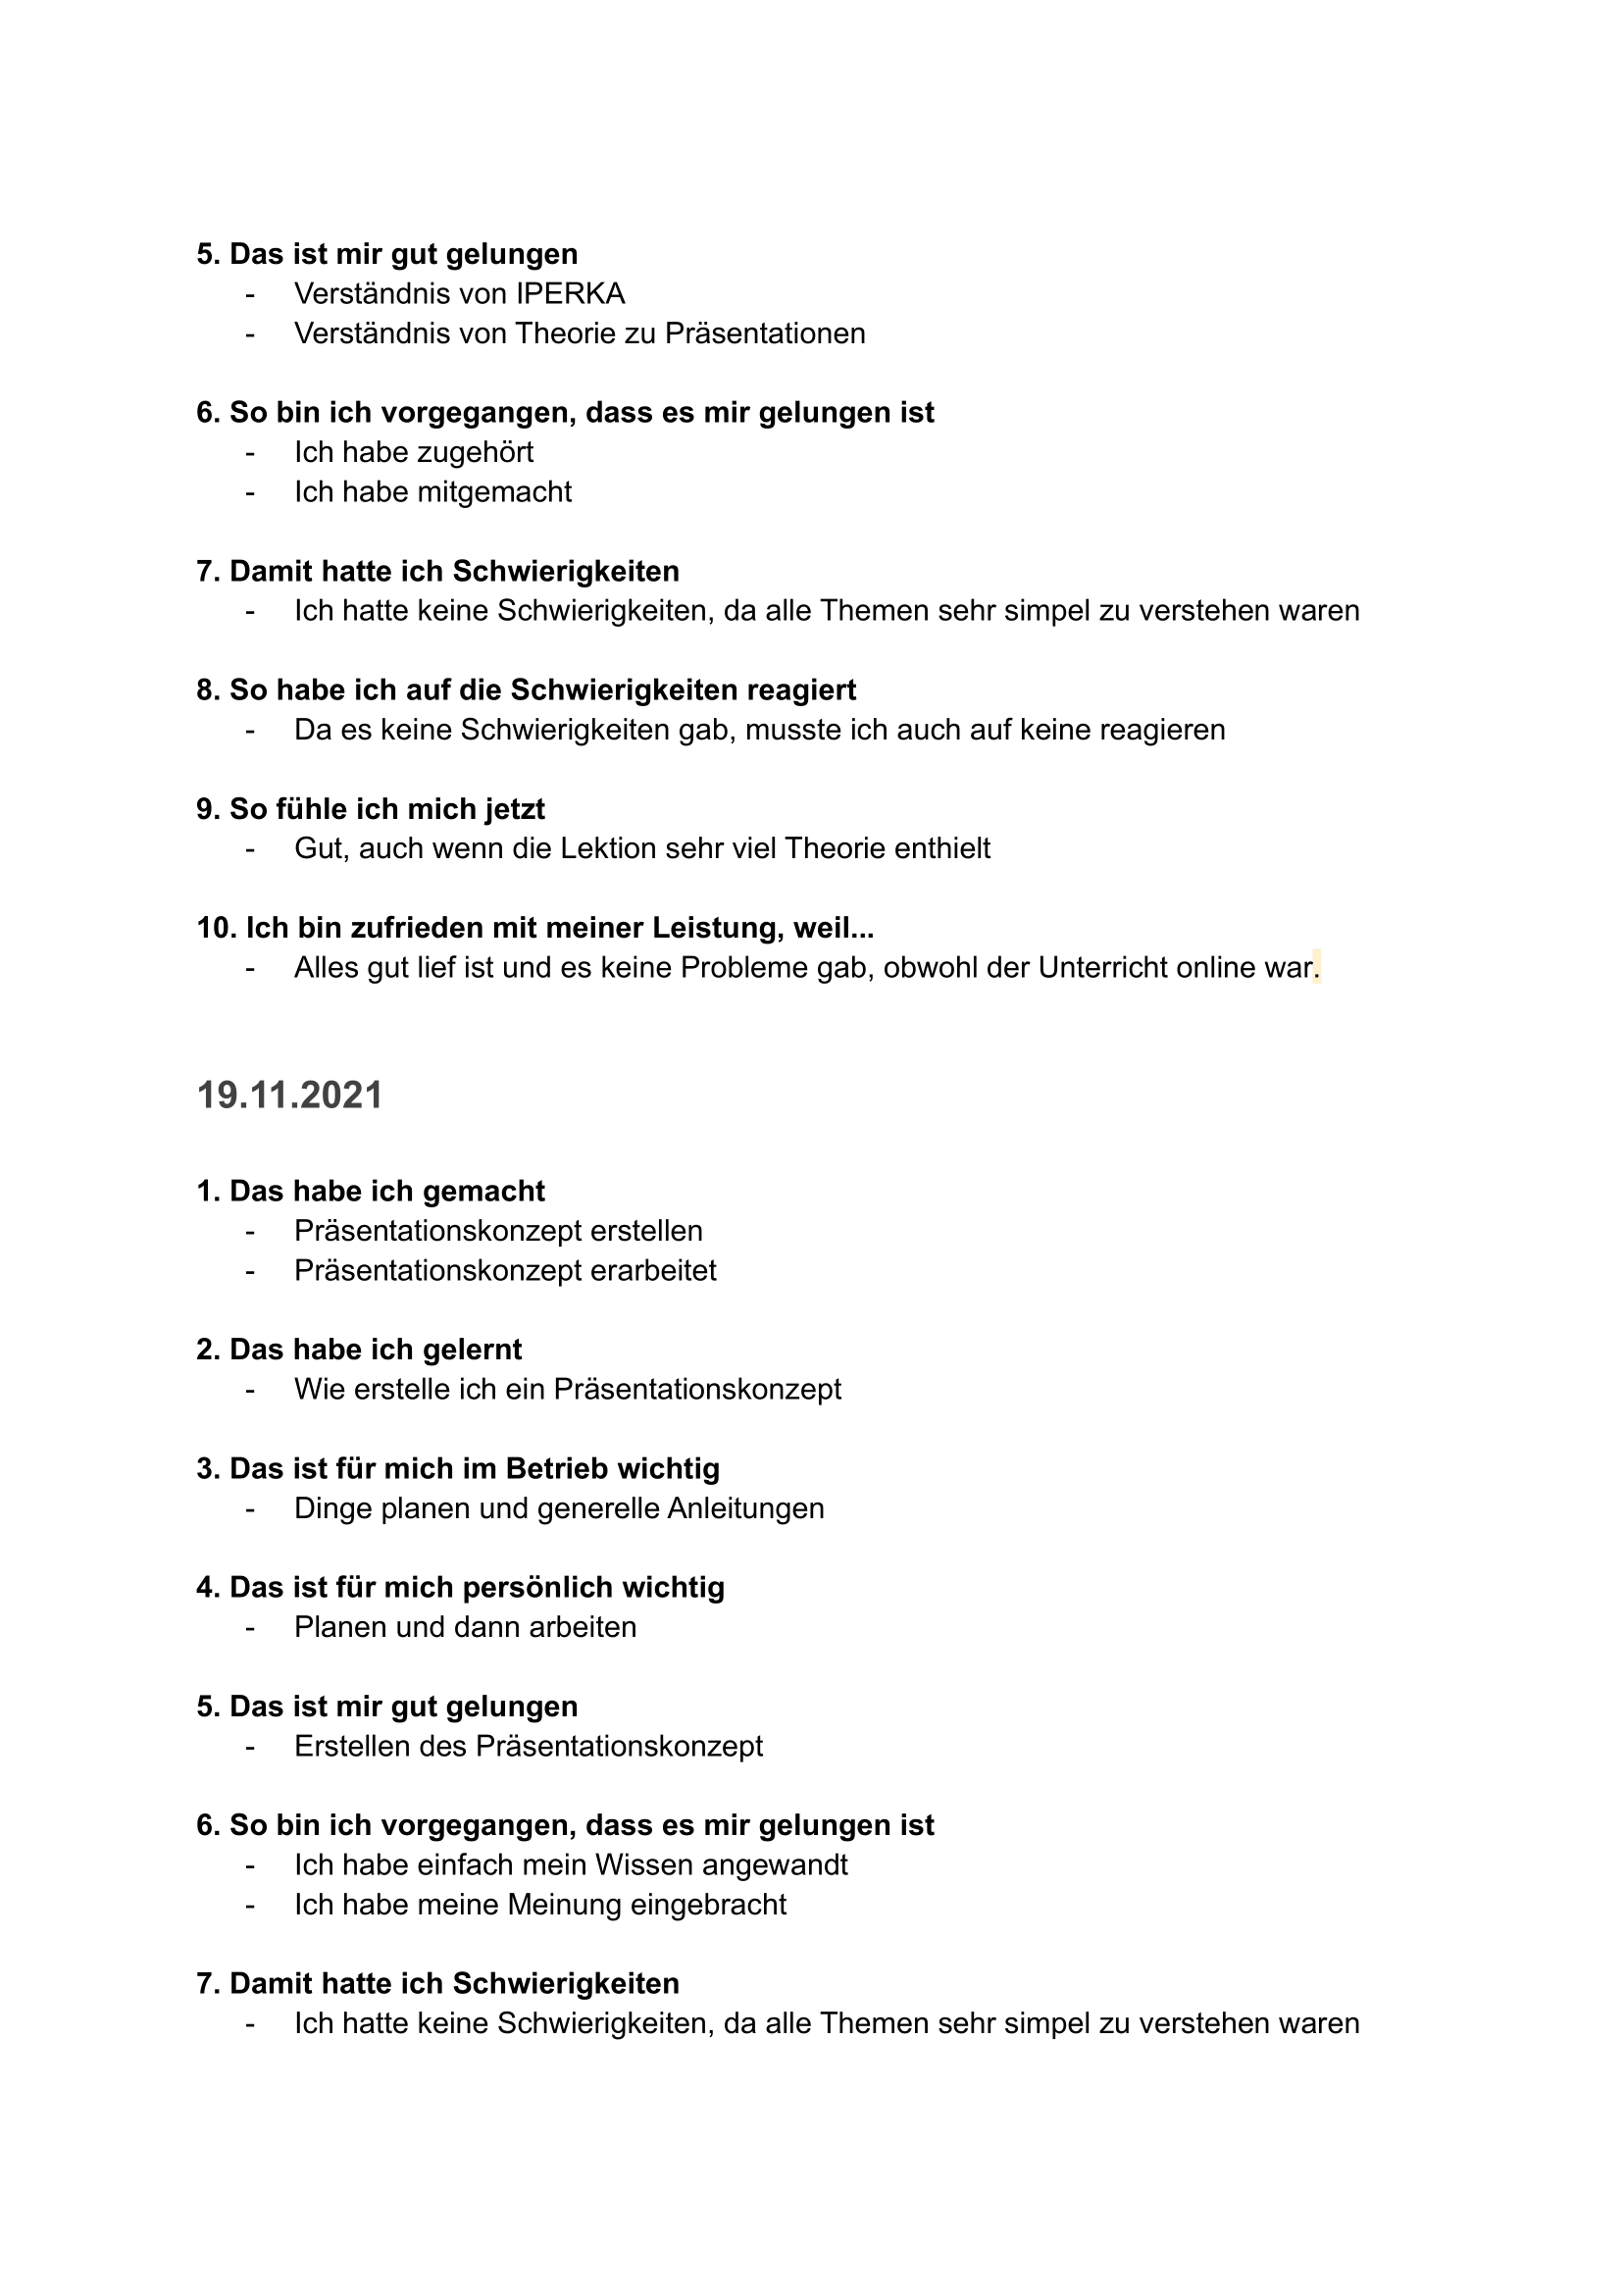 5. Das ist mir gut gelungen
- Verständnis von IPERKA
- Verständnis von Theorie zu Präsentationen
6. So bin ich vorgegangen, dass es mir gelungen ist
- Ich habe zugehört
- Ich habe mitgemacht
7. Damit hatte ich Schwierigkeiten
- Ich hatte keine Schwierigkeiten, da alle Themen sehr simpel zu verstehen waren
8. So habe ich auf die Schwierigkeiten reagiert
- Da es keine Schwierigkeiten gab, musste ich auch auf keine reagieren
9. So fühle ich mich jetzt
- Gut, auch wenn die Lektion sehr viel Theorie enthielt
10. Ich bin zufrieden mit meiner Leistung, weil...
- Alles gut lief ist und es keine Probleme gab, obwohl der Unterricht online war.
19.11.2021
1. Das habe ich gemacht
- Präsentationskonzept erstellen
- Präsentationskonzept erarbeitet
2. Das habe ich gelernt
- Wie erstelle ich ein Präsentationskonzept
3. Das ist für mich im Betrieb wichtig
- Dinge planen und generelle Anleitungen
4. Das ist für mich persönlich wichtig
- Planen und dann arbeiten
5. Das ist mir gut gelungen
- Erstellen des Präsentationskonzept
6. So bin ich vorgegangen, dass es mir gelungen ist
- Ich habe einfach mein Wissen angewandt
- Ich habe meine Meinung eingebracht
7. Damit hatte ich Schwierigkeiten
- Ich hatte keine Schwierigkeiten, da alle Themen sehr simpel zu verstehen waren